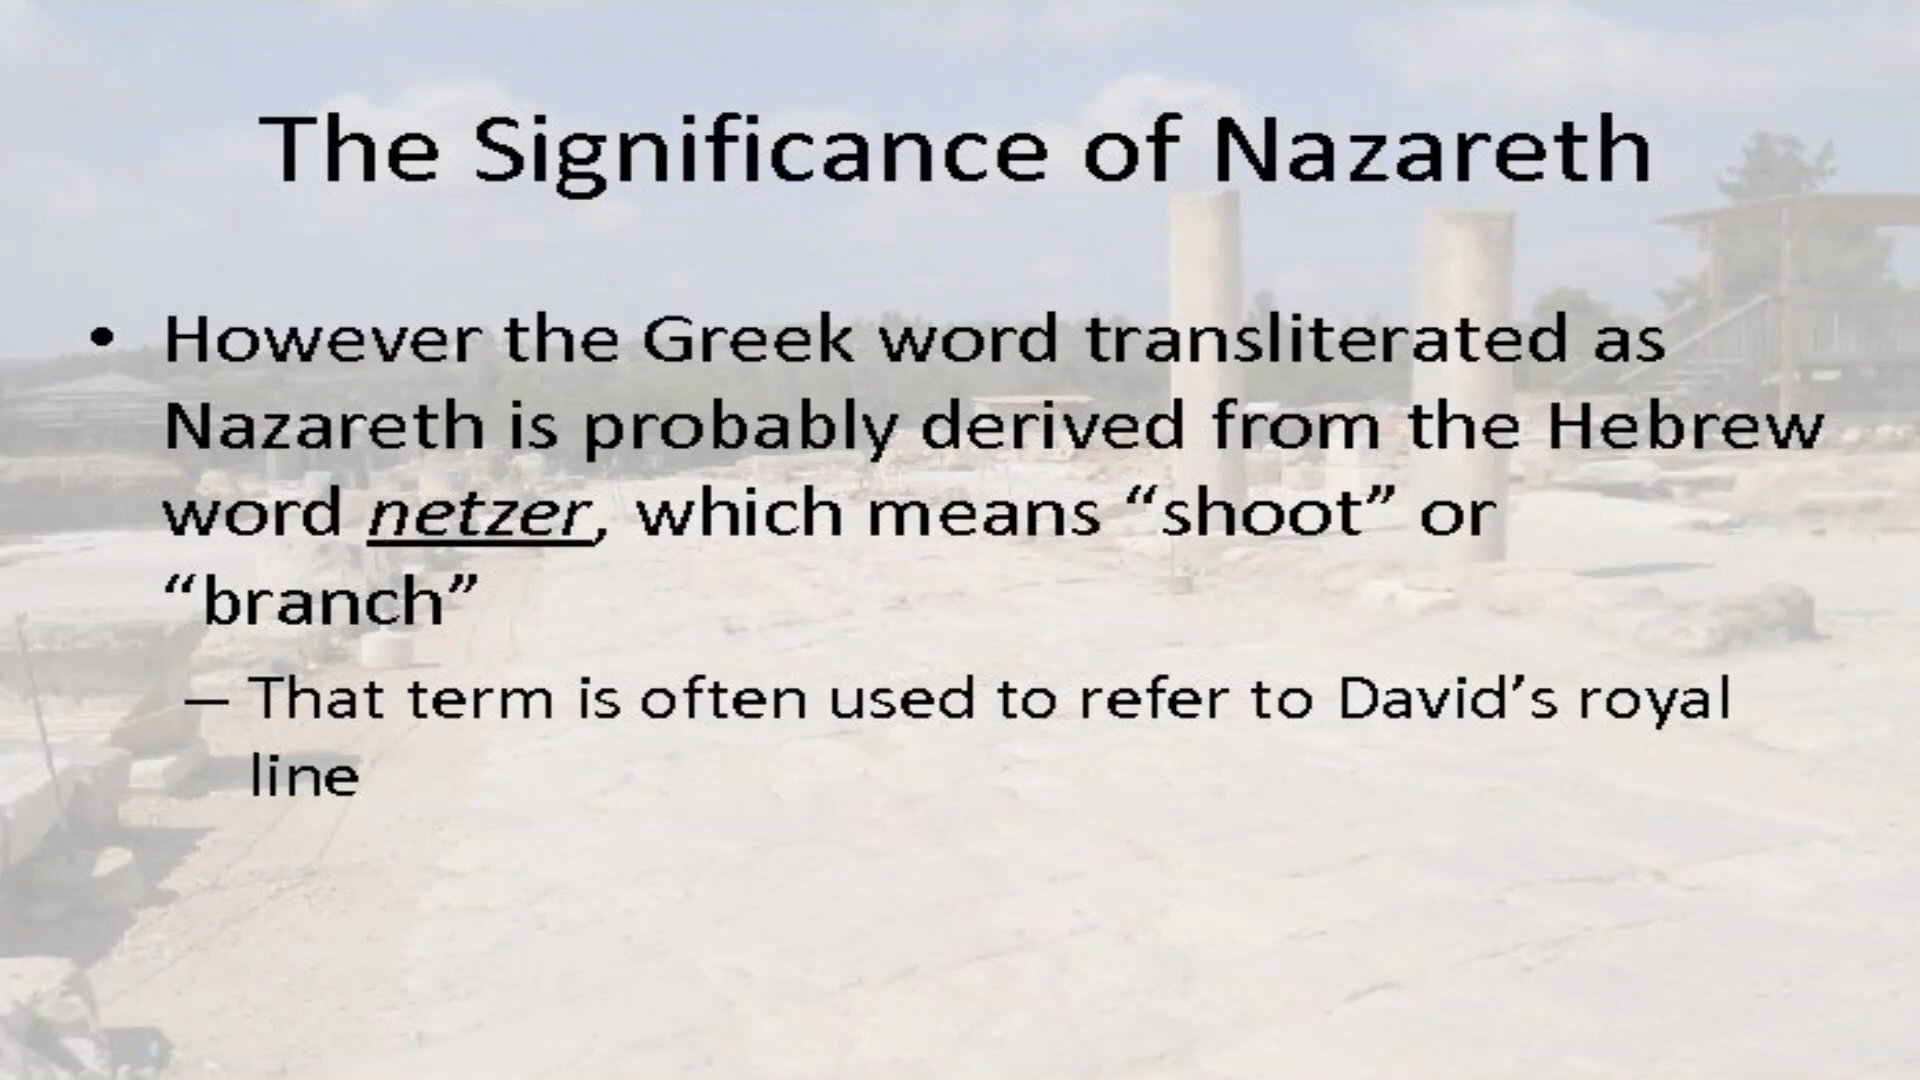 The Significance of Nazareth
• However the Greek word transliterated as
Nazareth is probably derived from the Hebrew
word netzer, which means “shoot” or
“branch”
– That term is often used to refer to David’s royal
line